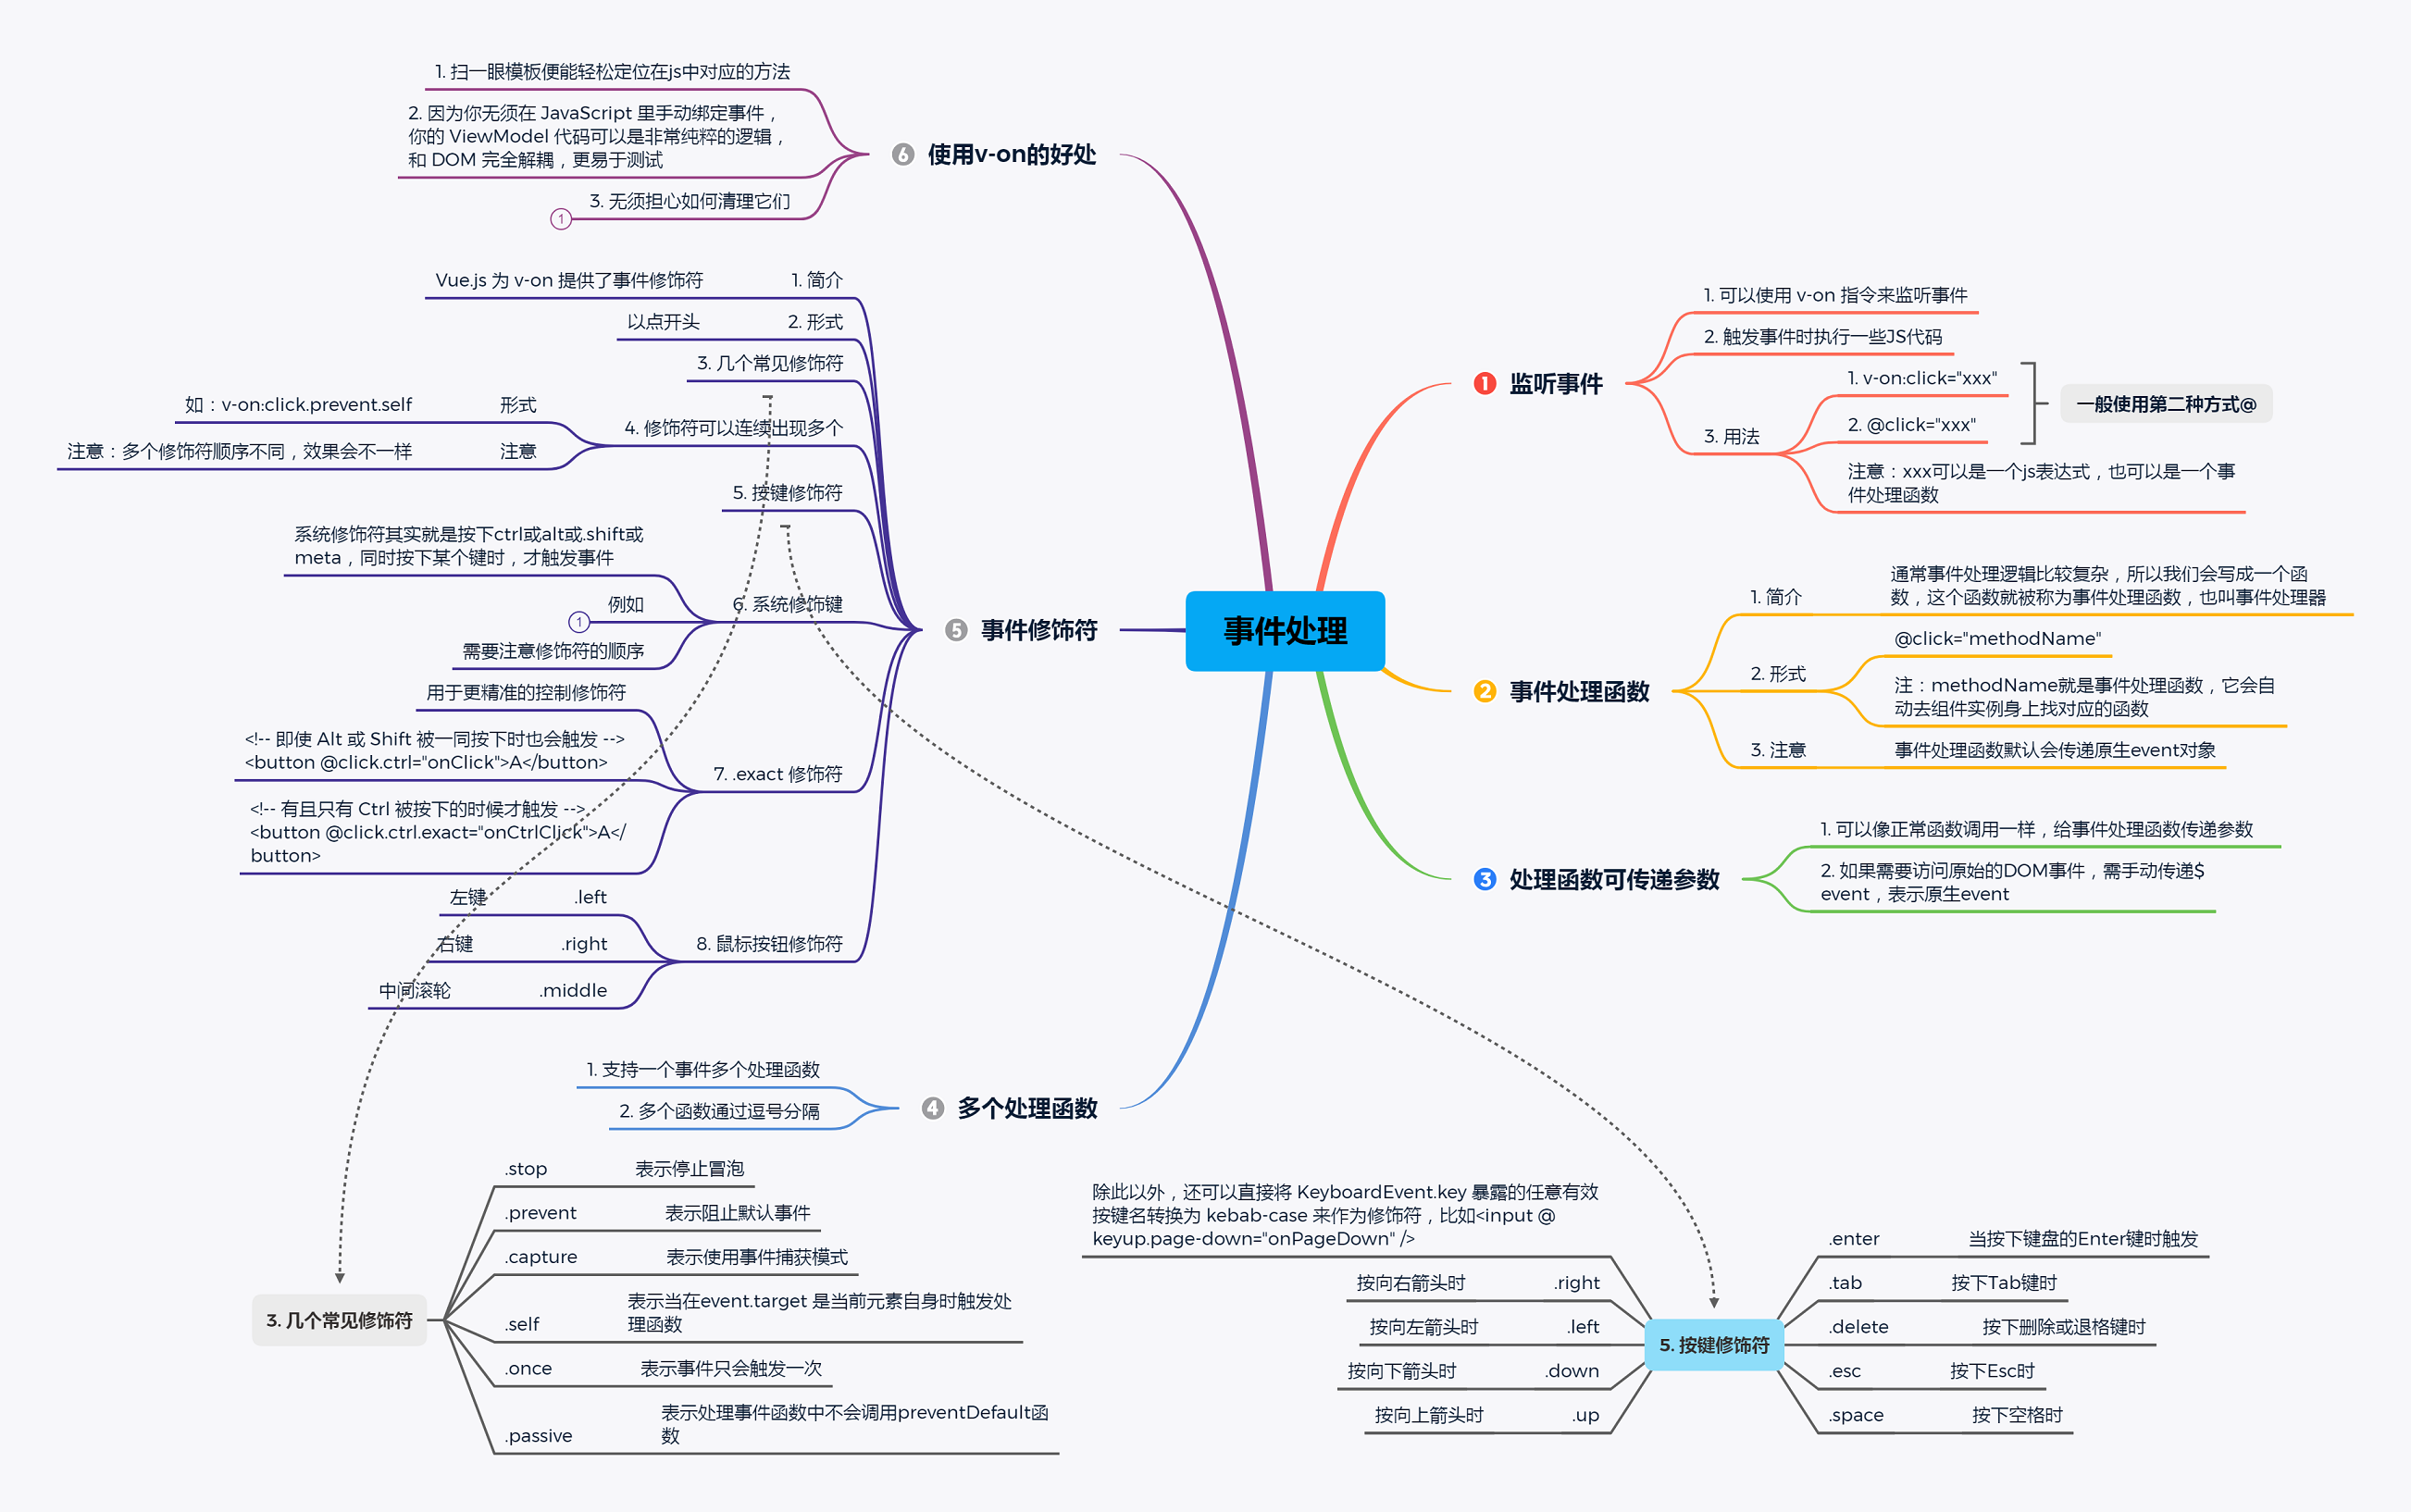 事件处理
1 监听事件
1. 可以使用 v-on 指令来监听事件
2. 触发事件时执行一些JS代码
3. 用法
1. v-on:click="xxx"
2. @click="xxx"
一般使用第二种方式@
注意：xxx可以是一个js表达式，也可以是一个事
件处理函数
2 事件处理函数
1. 简介
通常事件处理逻辑比较复杂，所以我们会写成一个函
数，这个函数就被称为事件处理函数，也叫事件处理器
2. 形式
@click="methodName"
注：methodName就是事件处理函数，它会自
动去组件实例身上找对应的函数
3. 注意
事件处理函数默认会传递原生event对象
3 处理函数可传递参数
1. 可以像正常函数调用一样，给事件处理函数传递参数
2. 如果需要访问原始的DOM事件，需手动传递$
event，表示原生event
4 多个处理函数
1. 支持一个事件多个处理函数
2. 多个函数通过逗号分隔
5 事件修饰符
1. 简介
Vue.js 为 v-on 提供了事件修饰符
2. 形式
以点开头
3. 几个常见修饰符
4. 修饰符可以连续出现多个
形式
如：v-on:click.prevent.self
注意
注意：多个修饰符顺序不同，效果会不一样
5. 按键修饰符
6. 系统修饰键
系统修饰符其实就是按下ctrl或alt或.shift或
meta，同时按下某个键时，才触发事件
例如
1
需要注意修饰符的顺序
7. .exact 修饰符
用于更精准的控制修饰符
<!-- 即使 Alt 或 Shift 被一同按下时也会触发 -->
<button @click.ctrl="onClick">A</button>
<!-- 有且只有 Ctrl 被按下的时候才触发 -->
<button @click.ctrl.exact="onCtrlClick">A</
button>
8. 鼠标按钮修饰符
.left
左键
.right
右键
.middle
中间滚轮
6 使用v-on的好处
1. 扫一眼模板便能轻松定位在js中对应的方法
2. 因为你无须在 JavaScript 里手动绑定事件，
你的 ViewModel 代码可以是非常纯粹的逻辑，
和 DOM 完全解耦，更易于测试
3. 无须担心如何清理它们
1
3. 几个常见修饰符
.stop
表示停止冒泡
.prevent
表示阻止默认事件
.capture
表示使用事件捕获模式
.self
表示当在event.target 是当前元素自身时触发处
理函数
.once
表示事件只会触发一次
.passive
表示处理事件函数中不会调用preventDefault函
数
5. 按键修饰符
.enter
当按下键盘的Enter键时触发
.tab
按下Tab键时
.delete
按下删除或退格键时
.esc
按下Esc时
.space
按下空格时
除此以外，还可以直接将 KeyboardEvent.key 暴露的任意有效
按键名转换为 kebab-case 来作为修饰符，比如<input @
keyup.page-down="onPageDown" />
.right
按向右箭头时
.left
按向左箭头时
.down
按向下箭头时
.up
按向上箭头时